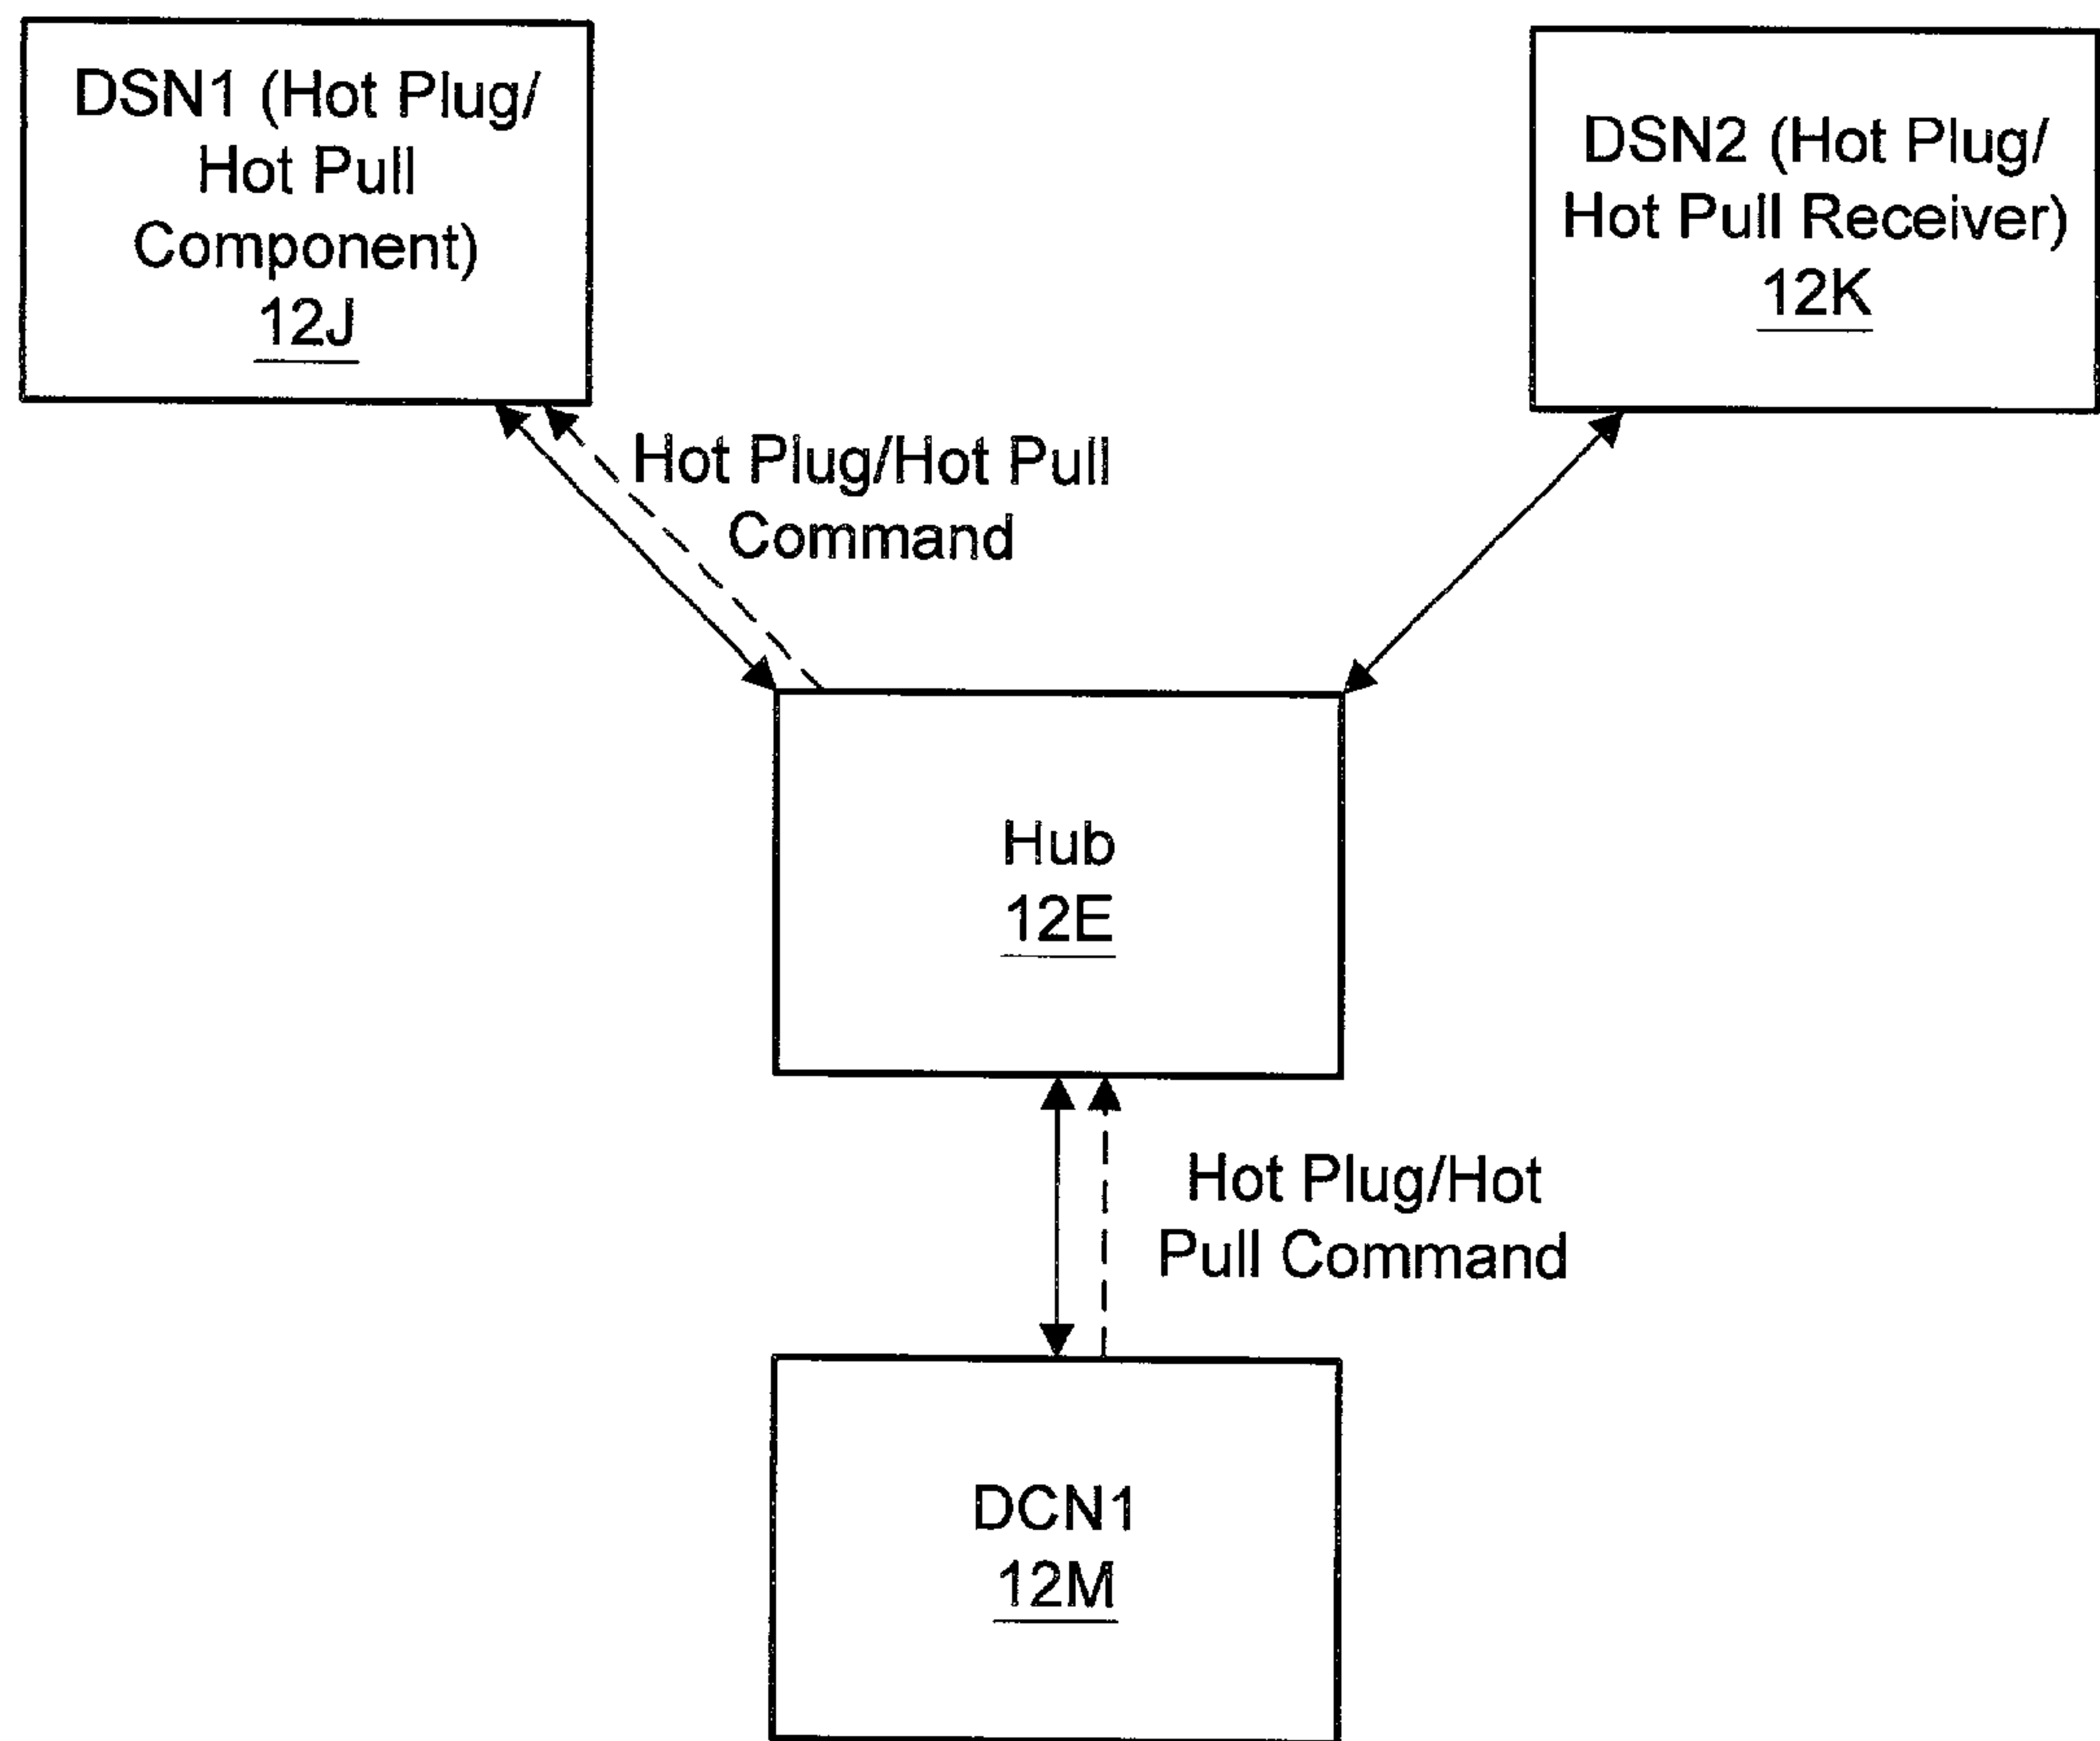 DSN1 (Hot Plug/
Hot Pull
Component)
12J
DSN2 (Hot Plug/
Hot Pull Receiver)
12K
Hot Plug/Hot Pull
Command
Hub
12E
Hot Plug/Hot
Pull Command
DCN1
12M